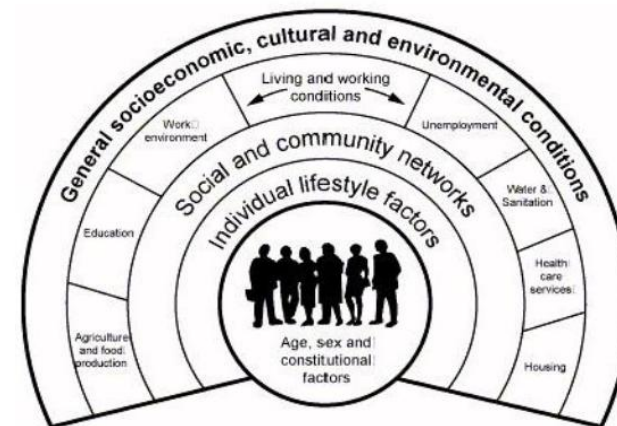 General socioeconomic, cultural and environmental conditions
Living and working
conditions
Work
environment
Unemployment
Education
Water &
Sanitation
Agriculture
and food
production
Health
care
services
Housing
Social and community networks
Individual lifestyle factors
Age, sex and
constitutional
factors